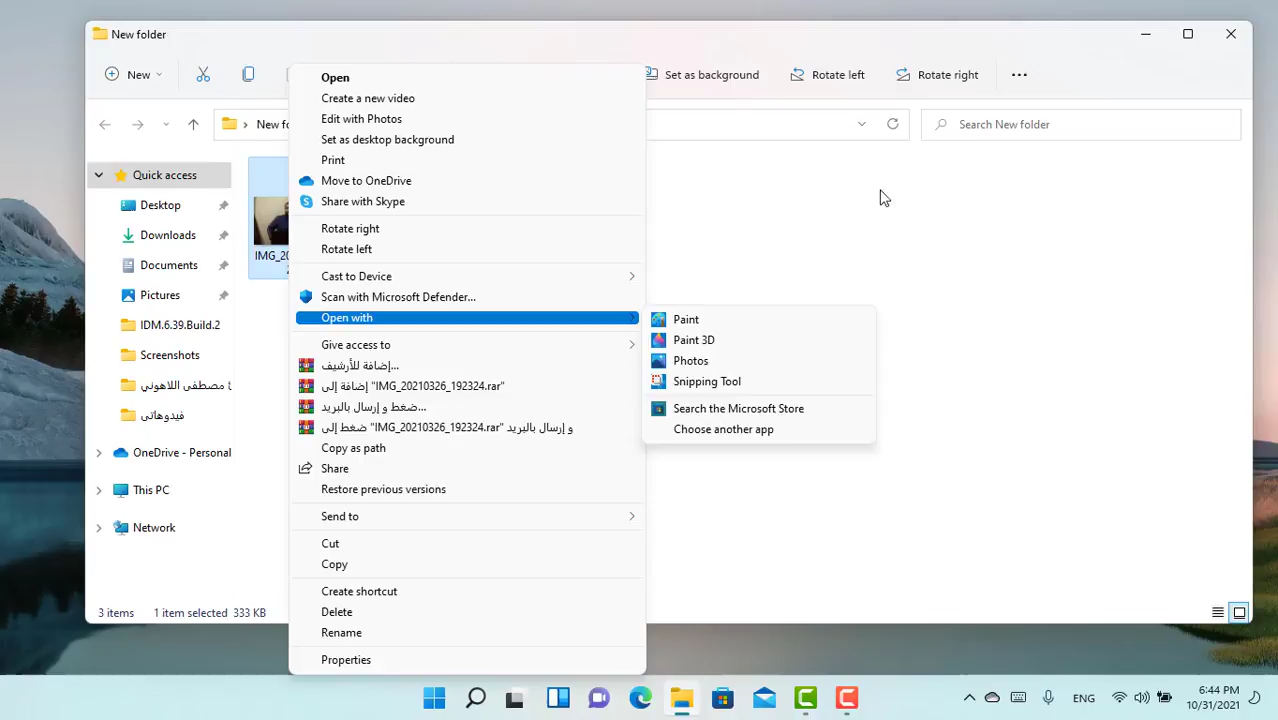 New folder
New
Set as background
Rotate left
Rotate right
New fo
Search New folder
Quick access
Desktop
Downloads
Documents
Pictures
IDM.6.39.Build.2
Screenshots
مصطفى اللاهوني
فيدوهاتى
OneDrive - Personal
This PC
Network
IMG_20
2
Open
Create a new video
Edit with Photos
Set as desktop background
Print
Move to OneDrive
Share with Skype
Rotate right
Rotate left
Cast to Device
Scan with Microsoft Defender...
Open with
Give access to
إضافة للأرشيف...
إضافة إلى "IMG_20210326_192324.rar"
ضغط و إرسال بالبريد...
ضغط إلى "IMG_20210326_192324.rar" و إرسال بالبريد
Copy as path
Share
Restore previous versions
Send to
Cut
Copy
Create shortcut
Delete
Rename
Properties
Paint
Paint 3D
Photos
Snipping Tool
Search the Microsoft Store
Choose another app
3 items 1 item selected 333 KB
ENG
6:44 PM
10/31/2021